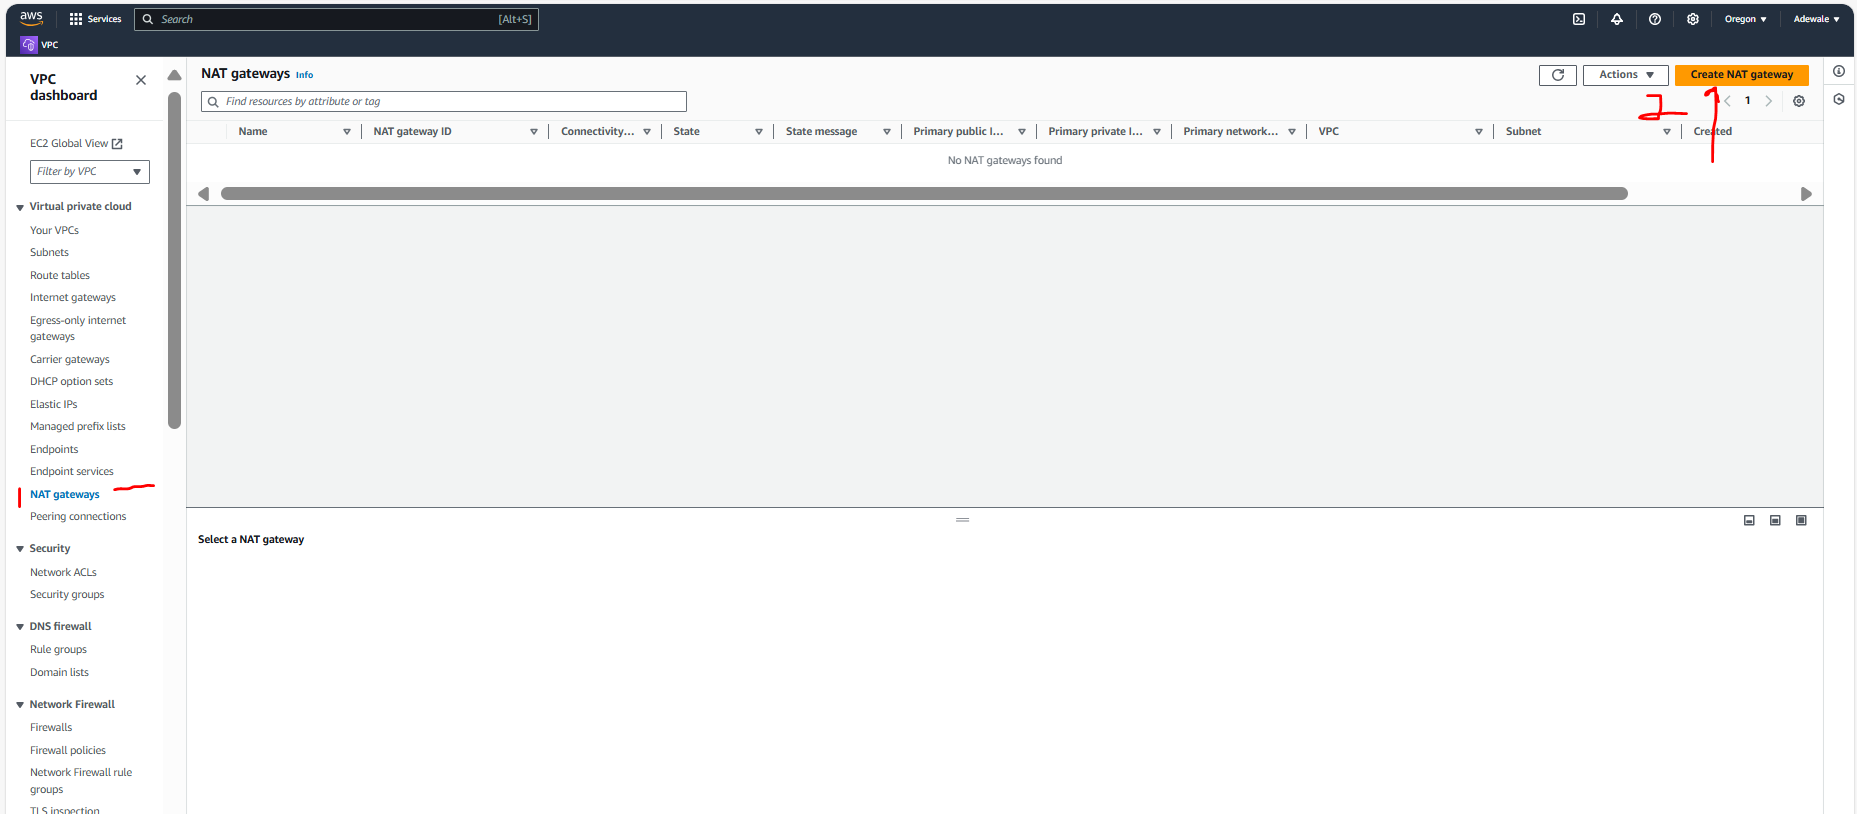 aws Services Search [Alt+S] Oregon Adewale
VPC
VPC dashboard
EC2 Global View
Filter by VPC
Virtual private cloud
Your VPCs
Subnets
Route tables
Internet gateways
Egress-only internet
gateways
Carrier gateways
DHCP option sets
Elastic IPs
Managed prefix lists
Endpoints
Endpoint services
NAT gateways
Peering connections
Security
Network ACLs
Security groups
DNS firewall
Rule groups
Domain lists
Network Firewall
Firewalls
Firewall policies
Network Firewall rule
groups
TLS inspection
NAT gateways Info
Actions Create NAT gateway
Find resources by attribute or tag
2 1
Name NAT gateway ID Connectivity... State State message Primary public I... Primary private I... Primary network... VPC Subnet Created
No NAT gateways found
Select a NAT gateway